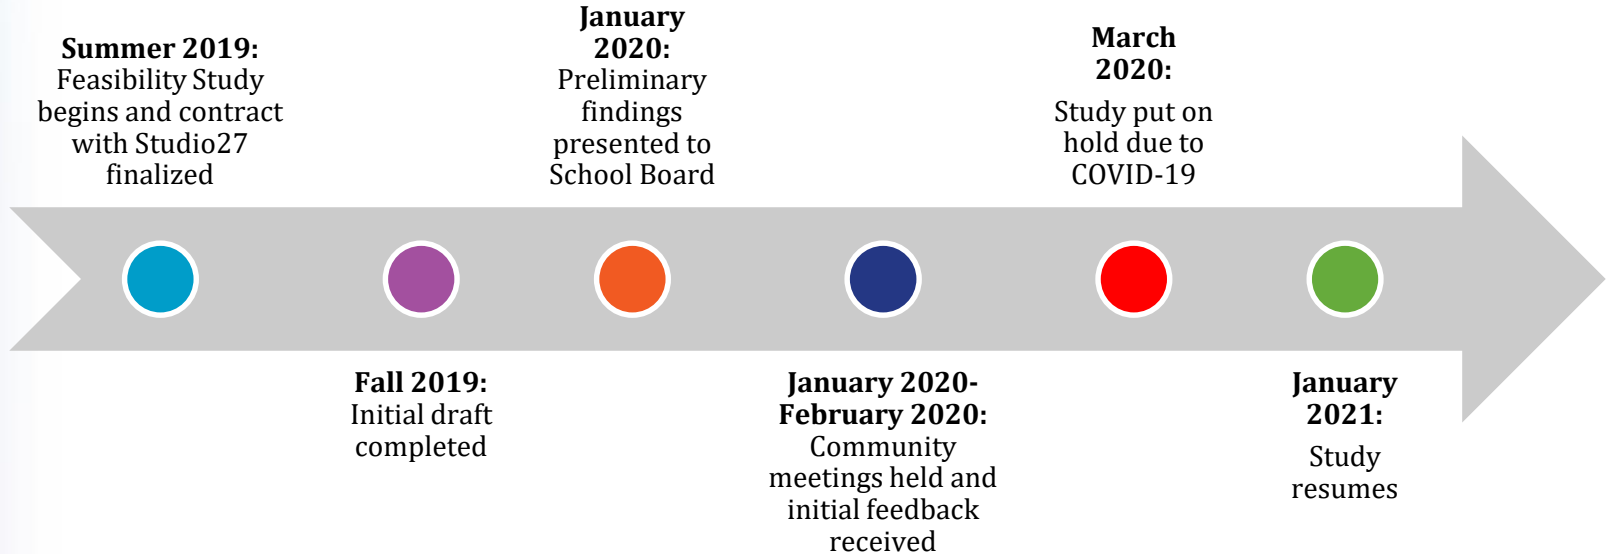 Summer 2019:
Feasibility Study
begins and contract
with Studio27
finalized
Fall 2019:
Initial draft
completed
January
2020:
Preliminary
findings
presented to
School Board
January 2020-
February 2020:
Community
meetings held and
initial feedback
received
March
2020:
Study put on
hold due to
COVID-19
January
2021:
Study
resumes